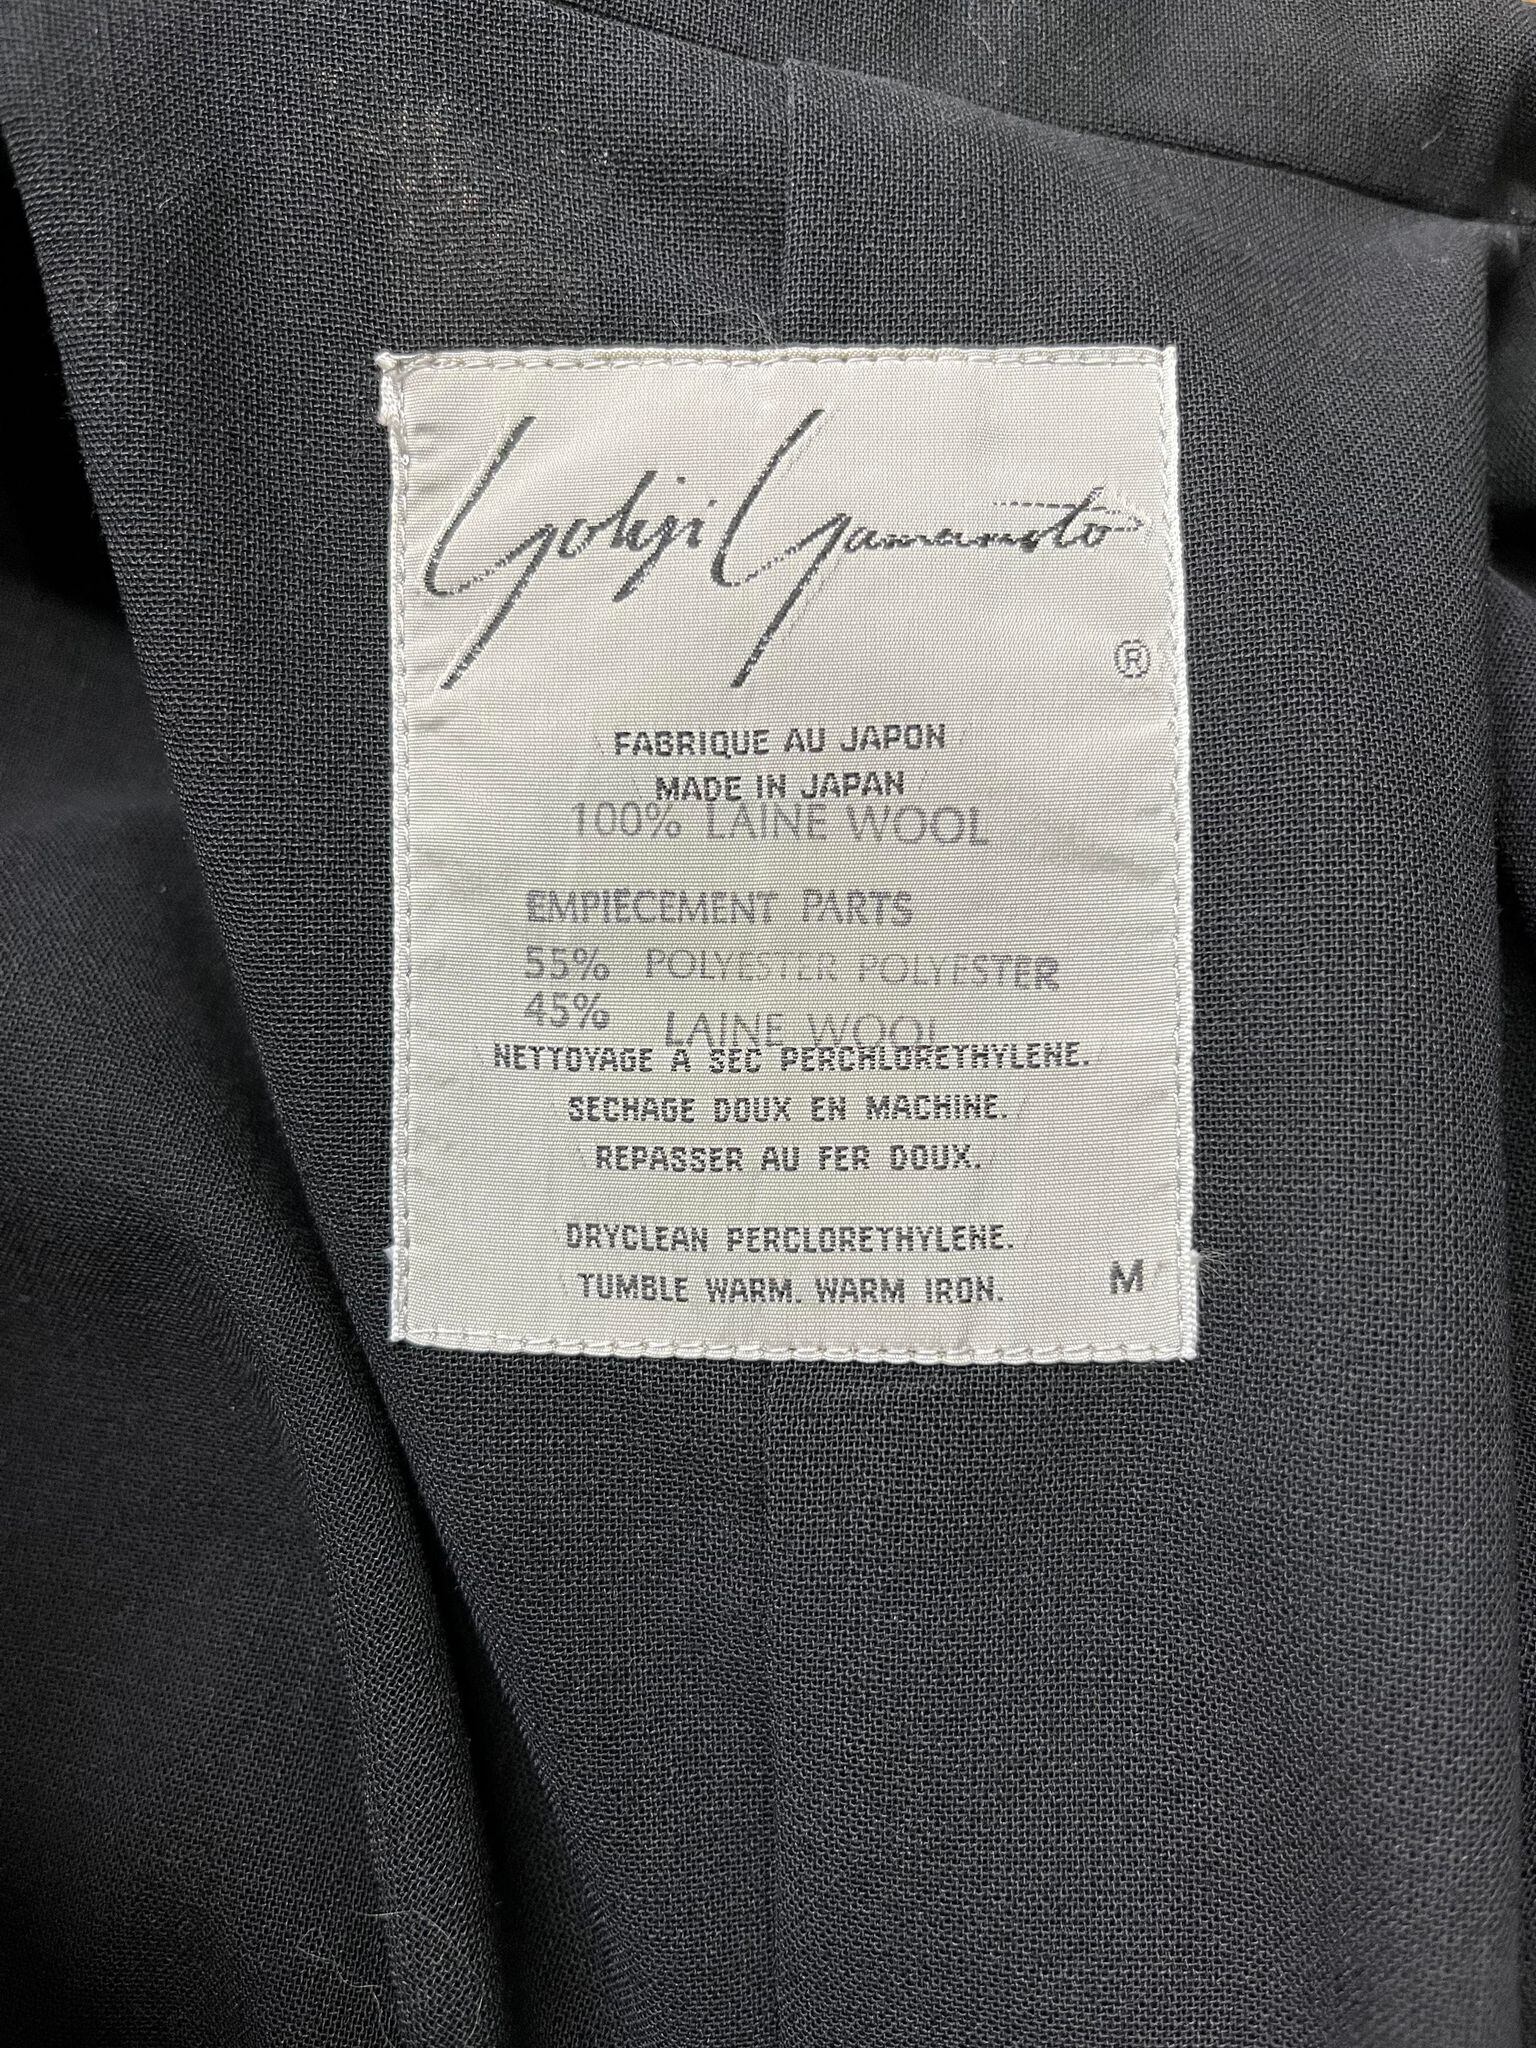 Yohji Yamamoto
®
FABRIQUE AU JAPON
MADE IN JAPAN
100% LAINE WOOL
EMPIECEMENT PARTS
55% POLYESTER POLYESTER
45% LAINE WOOL
NETTOYAGE A SEC PERCHLORETHYLENE.
SECHAGE DOUX EN MACHINE.
REPASSER AU FER DOUX.
DRYCLEAN PERCLORETHYLENE.
TUMBLE WARM. WARM IRON. M